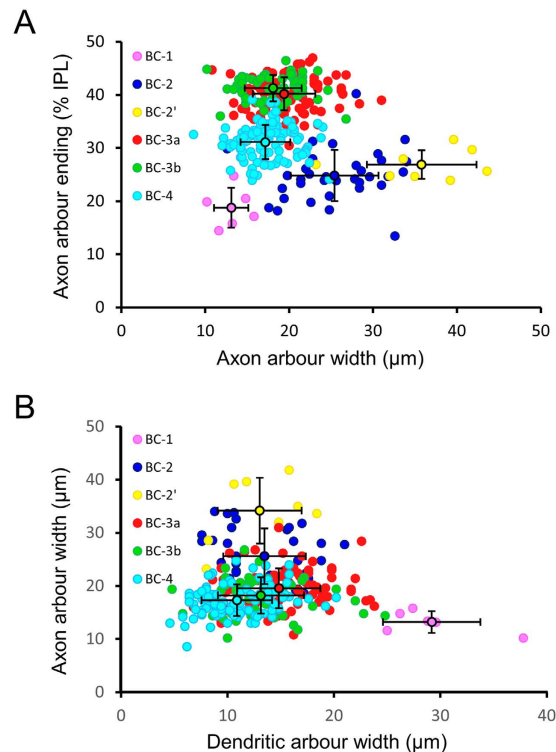 A
50
40
30
20
10
0
Axon arbour ending (% IPL)
BC-1
BC-2
BC-2'
BC-3a
BC-3b
BC-4
0 10 20 30 40 50
Axon arbour width (µm)
B
50
40
30
20
10
0
Axon arbour width (µm)
BC-1
BC-2
BC-2'
BC-3a
BC-3b
BC-4
0 10 20 30 40
Dendritic arbour width (µm)